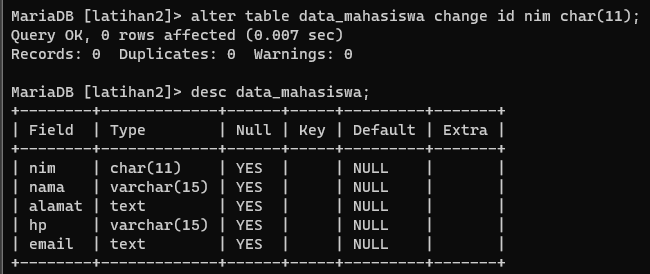 MariaDB [latihan2]> alter table data_mahasiswa change id nim char(11);
Query OK, 0 rows affected (0.007 sec)
Records: 0  Duplicates: 0  Warnings: 0

MariaDB [latihan2]> desc data_mahasiswa;
+--------+-------------+------+-----+---------+-------+
| Field  | Type        | Null | Key | Default | Extra |
+--------+-------------+------+-----+---------+-------+
| nim    | char(11)    | YES  |     | NULL    |       |
| nama   | varchar(15) | YES  |     | NULL    |       |
| alamat | text        | YES  |     | NULL    |       |
| hp     | varchar(15) | YES  |     | NULL    |       |
| email  | text        | YES  |     | NULL    |       |
+--------+-------------+------+-----+---------+-------+